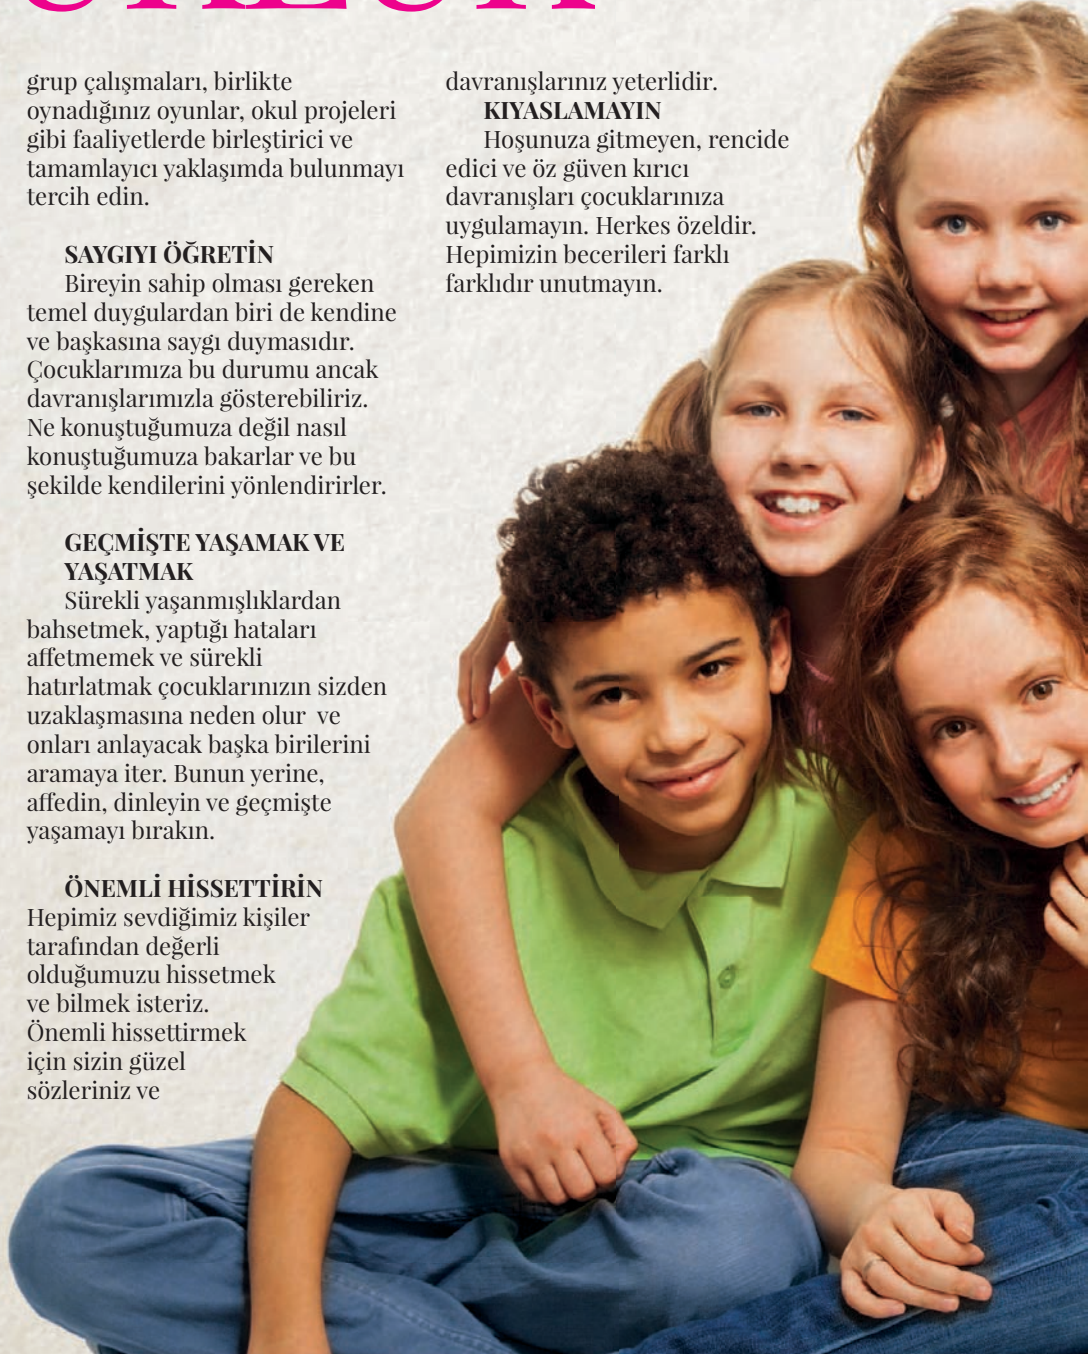 grup çalışmaları, birlikte
oynadığınız oyunlar, okul projeleri
gibi faaliyetlerde birleştirici ve
tamamlayıcı yaklaşımda bulunmayı
tercih edin.
SAYGIYI ÖĞRETİN
Bireyin sahip olması gereken
temel duygulardan biri de kendine
ve başkasına saygı duymasıdır.
Çocuklarımıza bu durumu ancak
davranışlarımızla gösterebiliriz.
Ne konuştuğumuza değil nasıl
konuştuğumuza bakarlar ve bu
şekilde kendilerini yönlendirirler.
GEÇMİŞTE YAŞAMAK VE
YAŞATMAK
Sürekli yaşanmışlıklardan
bahsetmek, yaptığı hataları
affetmemek ve sürekli
hatırlatmak çocuklarınızın sizden
uzaklaşmasına neden olur  ve
onları anlayacak başka birilerini
aramaya iter. Bunun yerine,
affedin, dinleyin ve geçmişte
yaşamayı bırakın.
ÖNEMLİ HİSSETTİRİN
Hepimiz sevdiğimiz kişiler
tarafından değerli
olduğumuzu hissetmek
ve bilmek isteriz.
Önemli hissettirmek
için sizin güzel
sözleriniz ve
davranışlarınız yeterlidir.
KIYASLAMAYIN
Hoşunuza gitmeyen, rencide
edici ve öz güven kırıcı
davranışları çocuklarınıza
uygulamayın. Herkes özeldir.
Hepimizin becerileri farklı
farklıdır unutmayın.